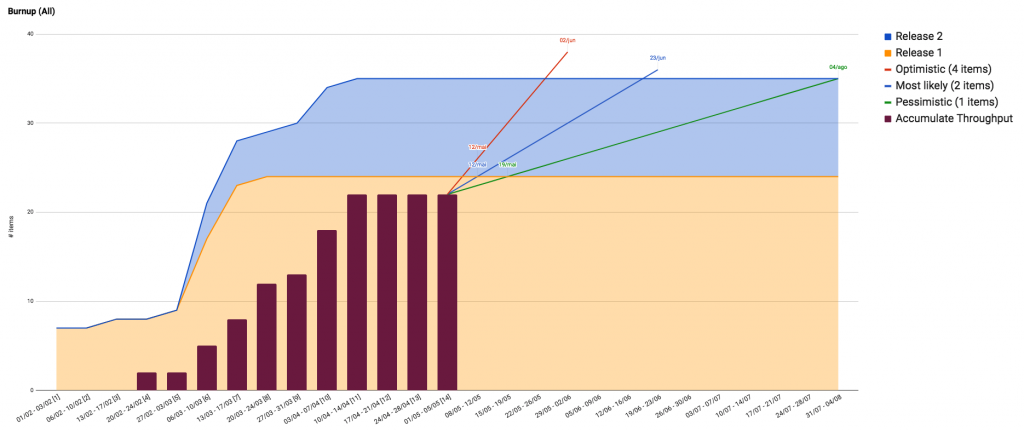 Burnup (All)
40
30
20
10
0
# items
02/jun
23/jun
04/ago
12/mai
12/mai
19/mai
Release 2
Release 1
Optimistic (4 items)
Most likely (2 items)
Pessimistic (1 items)
Accumulate Throughput
01/02 - 03/02 [1]
06/02 - 10/02 [2]
13/02 - 17/02 [3]
20/02 - 24/02 [4]
27/02 - 03/03 [5]
06/03 - 10/03 [6]
13/03 - 17/03 [7]
20/03 - 24/03 [8]
27/03 - 31/03 [9]
03/04 - 07/04 [10]
10/04 - 14/04 [11]
17/04 - 21/04 [12]
24/04 - 28/04 [13]
01/05 - 05/05 [14]
08/05 - 12/05
15/05 - 19/05
22/05 - 26/05
29/05 - 02/06
05/06 - 09/06
12/06 - 16/06
19/06 - 23/06
26/06 - 30/06
03/07 - 07/07
10/07 - 14/07
17/07 - 21/07
24/07 - 28/07
31/07 - 04/08